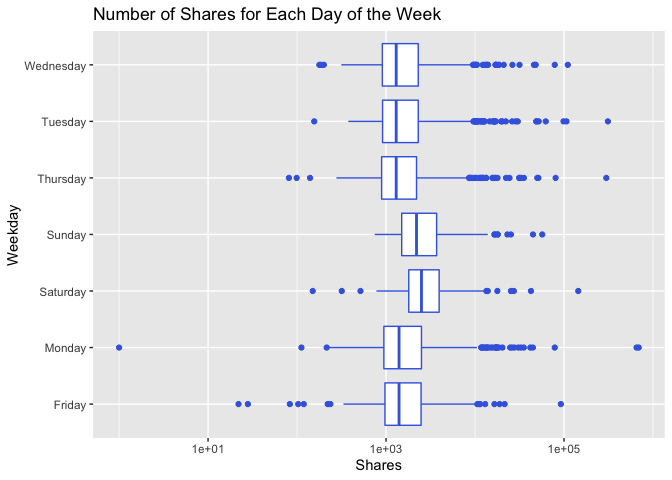 Number of Shares for Each Day of the Week
Wednesday
Tuesday
Thursday
Sunday
Saturday
Monday
Friday
Weekday
1e+01 1e+03 1e+05
Shares